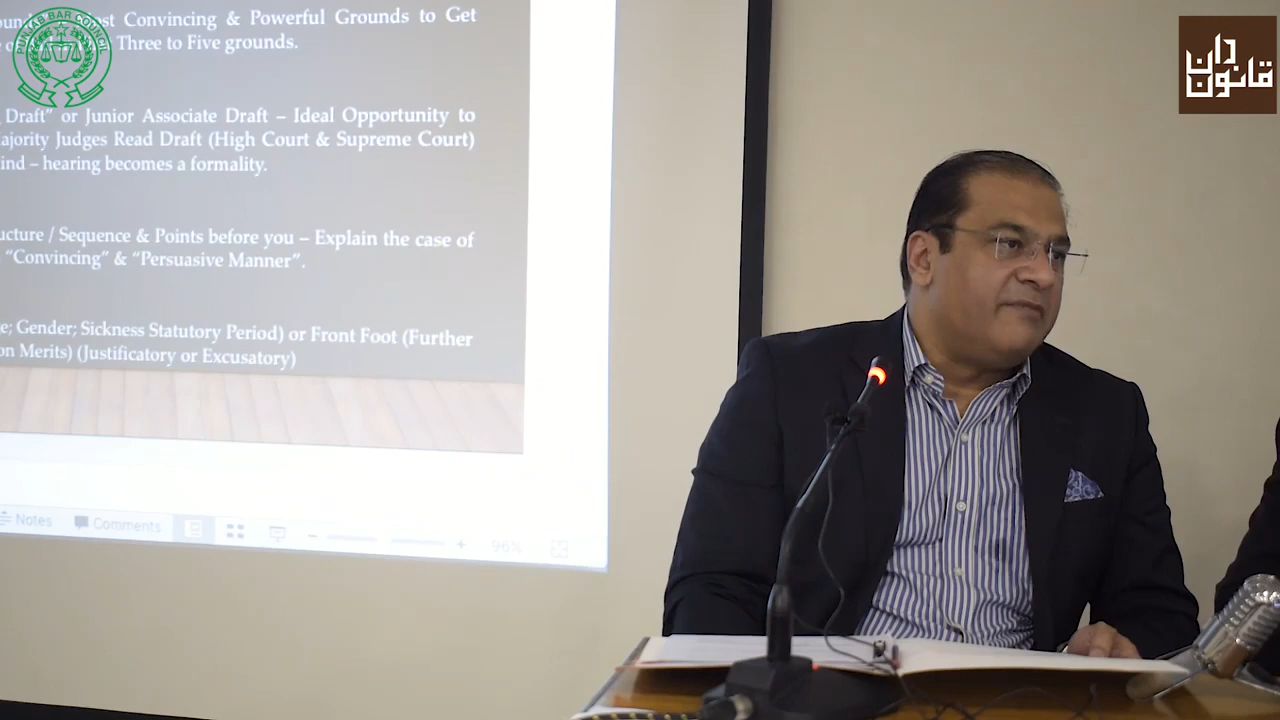 PUNJAB BAR COUNCIL
قانون دان
st Convincing & Powerful Grounds to Get
Three to Five grounds.
Draft” or Junior Associate Draft – Ideal Opportunity to
ajority Judges Read Draft (High Court & Supreme Court)
ind – hearing becomes a formality.
ucture / Sequence & Points before you – Explain the case of
“Convincing” & “Persuasive Manner”.
e; Gender; Sickness Statutory Period) or Front Foot (Further
on Merits) (Justificatory or Excusatory)
Notes Comments 96%